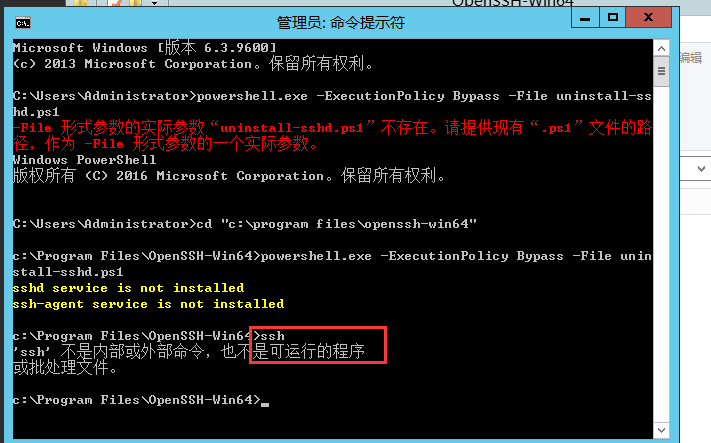 OpenSSH-Win64
管理员: 命令提示符
编辑
Microsoft Windows [版本 6.3.9600]
(c) 2013 Microsoft Corporation。保留所有权利。
C:\Users\Administrator>powershell.exe -ExecutionPolicy Bypass -File uninstall-ss
hd.ps1
-File 形式参数的实际参数“uninstall-sshd.ps1”不存在。请提供现有“.ps1”文件的路
径，作为 -File 形式参数的一个实际参数。
Windows PowerShell
版权所有 (C) 2016 Microsoft Corporation。保留所有权利。
C:\Users\Administrator>cd "c:\program files\openssh-win64"
c:\Program Files\OpenSSH-Win64>powershell.exe -ExecutionPolicy Bypass -File unin
stall-sshd.ps1
sshd service is not installed
ssh-agent service is not installed
c:\Program Files\OpenSSH-Win64>ssh
'ssh' 不是内部或外部命令，也不是可运行的程序
或批处理文件。
c:\Program Files\OpenSSH-Win64>_